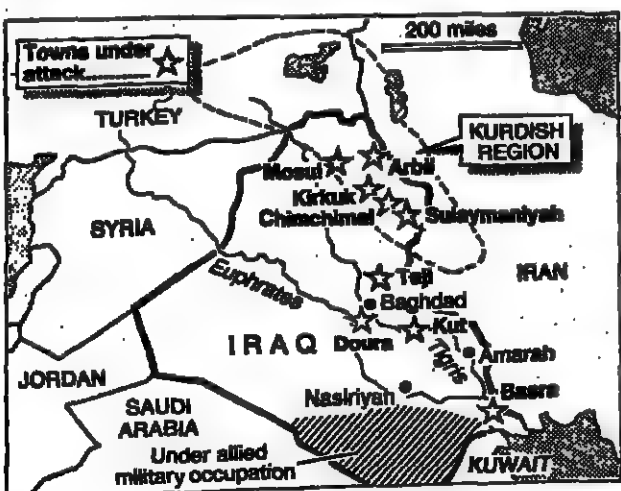 Towns under
attack
200 miles
TURKEY
KURDISH
REGION
Mosul
Arbil
Kirkuk
Chimchimal
Sulaymaniyah
SYRIA
Euphrates
Taji
IRAN
Baghdad
IRAQ
Doura
Kut
Tigris
Amarah
JORDAN
Nasiriyah
Basra
SAUDI
ARABIA
Under allied
military occupation
KUWAIT